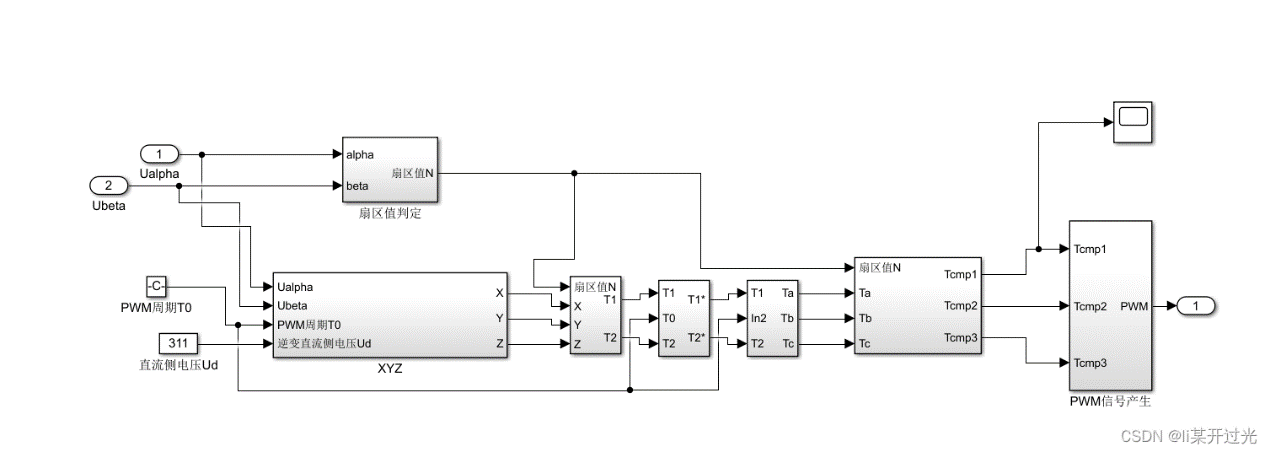 1
Ualpha
2
Ubeta
alpha
beta
扇区值N
扇区值判定
-C-
PWM周期T0
311
直流侧电压Ud
Ualpha
Ubeta
PWM周期T0
逆变直流侧电压Ud
X
Y
Z
XYZ
扇区值N
X
Y
Z
T1
T2
T1
T0
T2
T1*
T2*
T1
In2
T2
Ta
Tb
Tc
扇区值N
Ta
Tb
Tc
Tcmp1
Tcmp2
Tcmp3
Tcmp1
Tcmp2
Tcmp3
PWM
PWM信号产生
1
CSDN @li某开过光